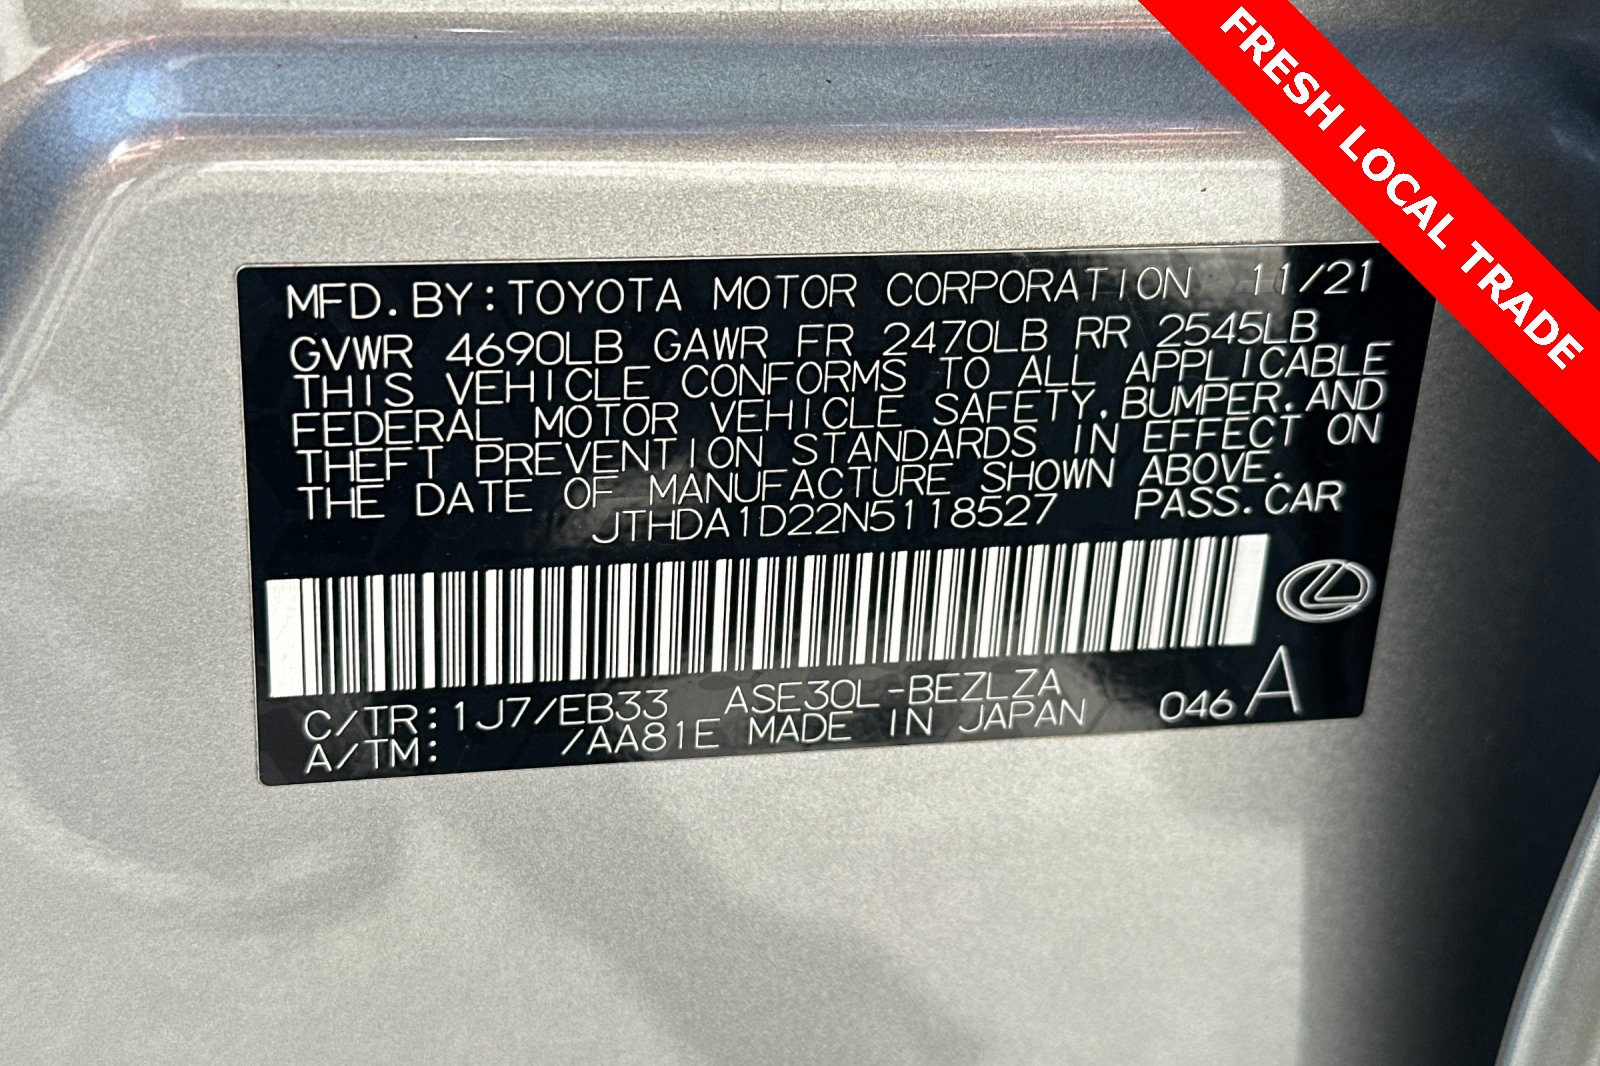 FRESH LOCAL TRADE
MFD. BY: TOYOTA MOTOR CORPORATION 11/21
GVWR 4690LB GAWR FR 2470LB RR 2545LB
THIS VEHICLE CONFORMS TO ALL APPLICABLE
FEDERAL MOTOR VEHICLE SAFETY, BUMPER, AND
THEFT PREVENTION STANDARDS IN EFFECT ON
THE DATE OF MANUFACTURE SHOWN ABOVE.
JTHDA1D22N5118527 PASS. CAR
C/TR: 1J7/EB33 ASE30L-BEZLZA
A/TM: /AA81E MADE IN JAPAN 046 A